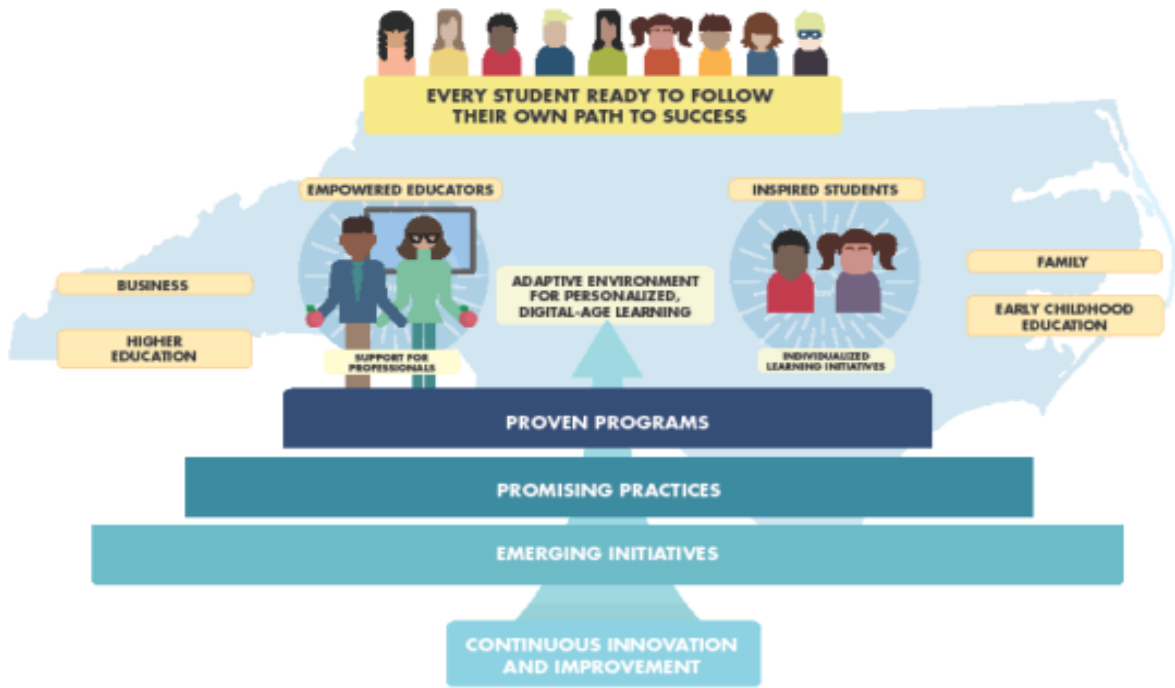 EVERY STUDENT READY TO FOLLOW
THEIR OWN PATH TO SUCCESS
EMPOWERED EDUCATORS
INSPIRED STUDENTS
BUSINESS
HIGHER
EDUCATION
ADAPTIVE ENVIRONMENT
FOR PERSONALIZED,
DIGITAL-AGE LEARNING
FAMILY
EARLY CHILDHOOD
EDUCATION
SUPPORT FOR
PROFESSIONALS
INDIVIDUALIZED
LEARNING INITIATIVES
PROVEN PROGRAMS
PROMISING PRACTICES
EMERGING INITIATIVES
CONTINUOUS INNOVATION
AND IMPROVEMENT